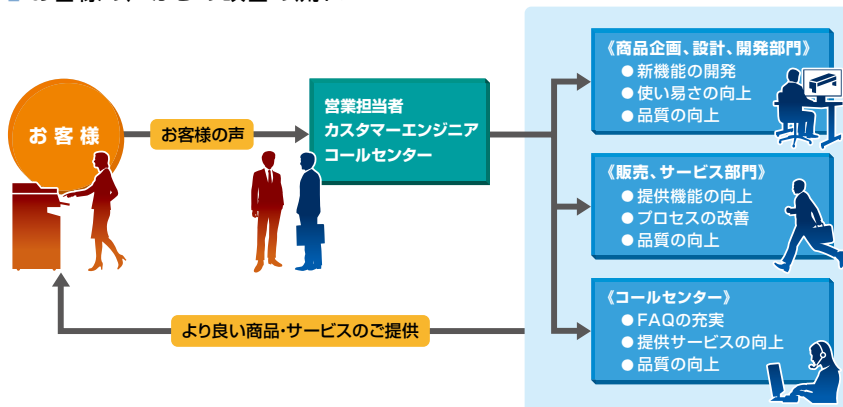 お客様
お客様の声
営業担当者
カスタマーエンジニア
コールセンター
《商品企画、設計、開発部門》
●新機能の開発
●使い易さの向上
●品質の向上
《販売、サービス部門》
●提供機能の向上
●プロセスの改善
●品質の向上
《コールセンター》
●FAQの充実
●提供サービスの向上
●品質の向上
より良い商品・サービスのご提供